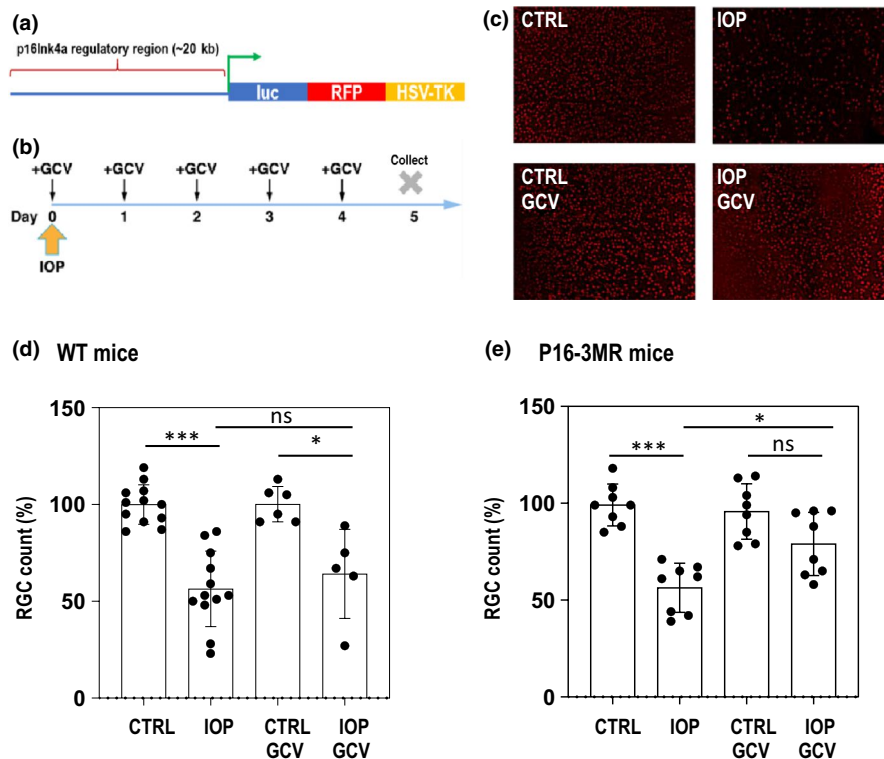 (a)
p16Ink4a regulatory region (~20 kb)
luc RFP HSV-TK
(b)
+GCV +GCV +GCV +GCV +GCV Collect
Day 0 1 2 3 4 5
IOP
(c)
CTRL IOP
CTRL GCV IOP GCV
(d) WT mice
RGC count (%)
150
100
50
0
*** ns *
CTRL IOP CTRL GCV IOP GCV
(e) P16-3MR mice
RGC count (%)
150
100
50
0
*** * ns
CTRL IOP CTRL GCV IOP GCV